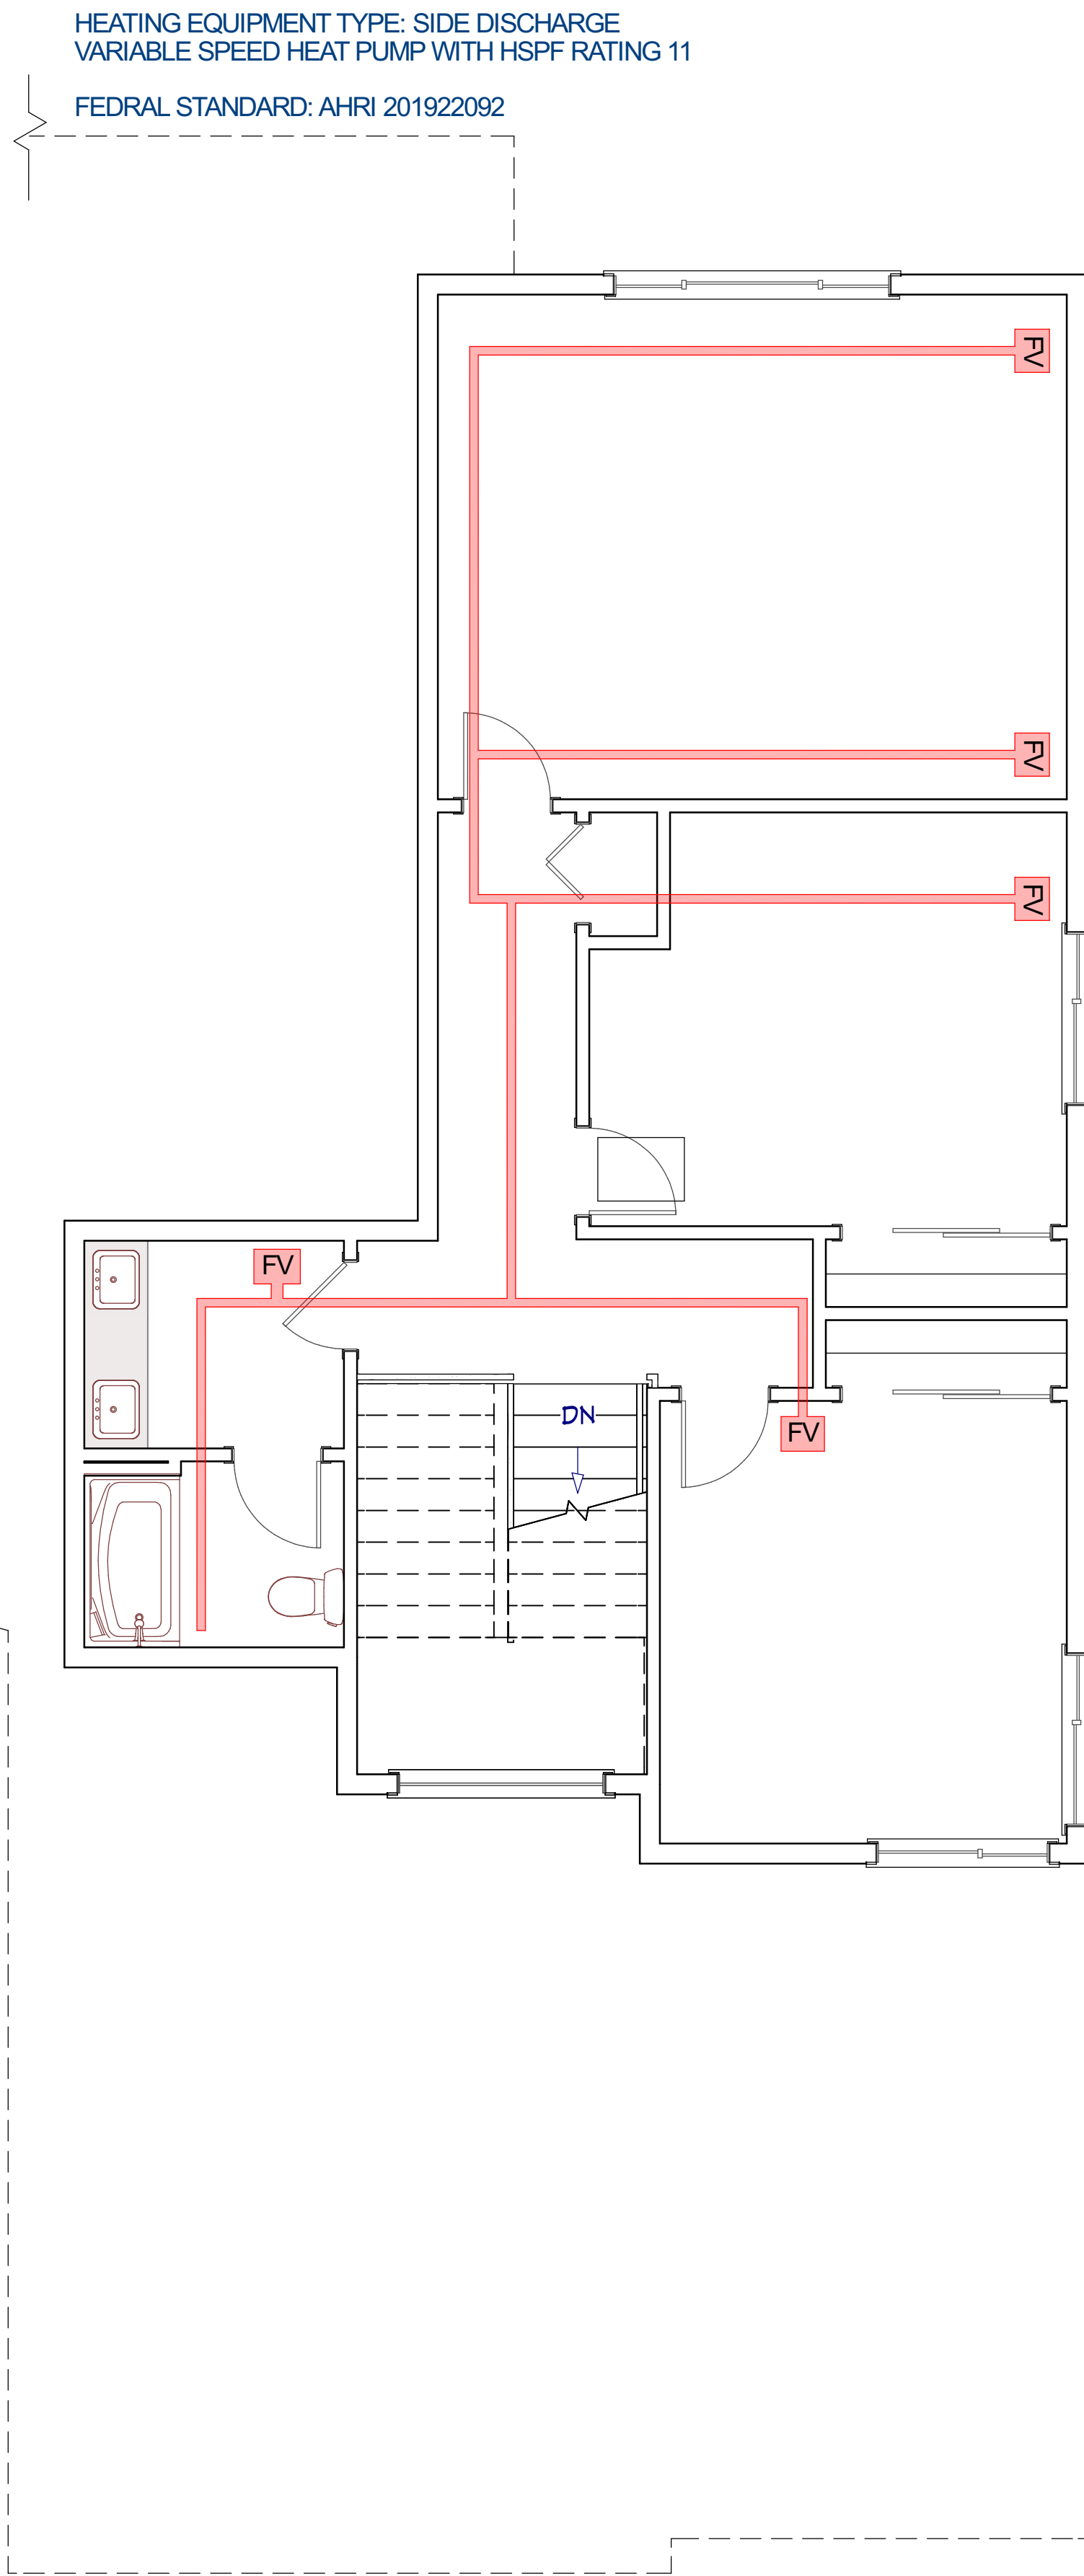 HEATING EQUIPMENT TYPE: SIDE DISCHARGE
VARIABLE SPEED HEAT PUMP WITH HSPF RATING 11
FEDRAL STANDARD: AHRI 201922092
FV
FV
FV
FV
DN
FV